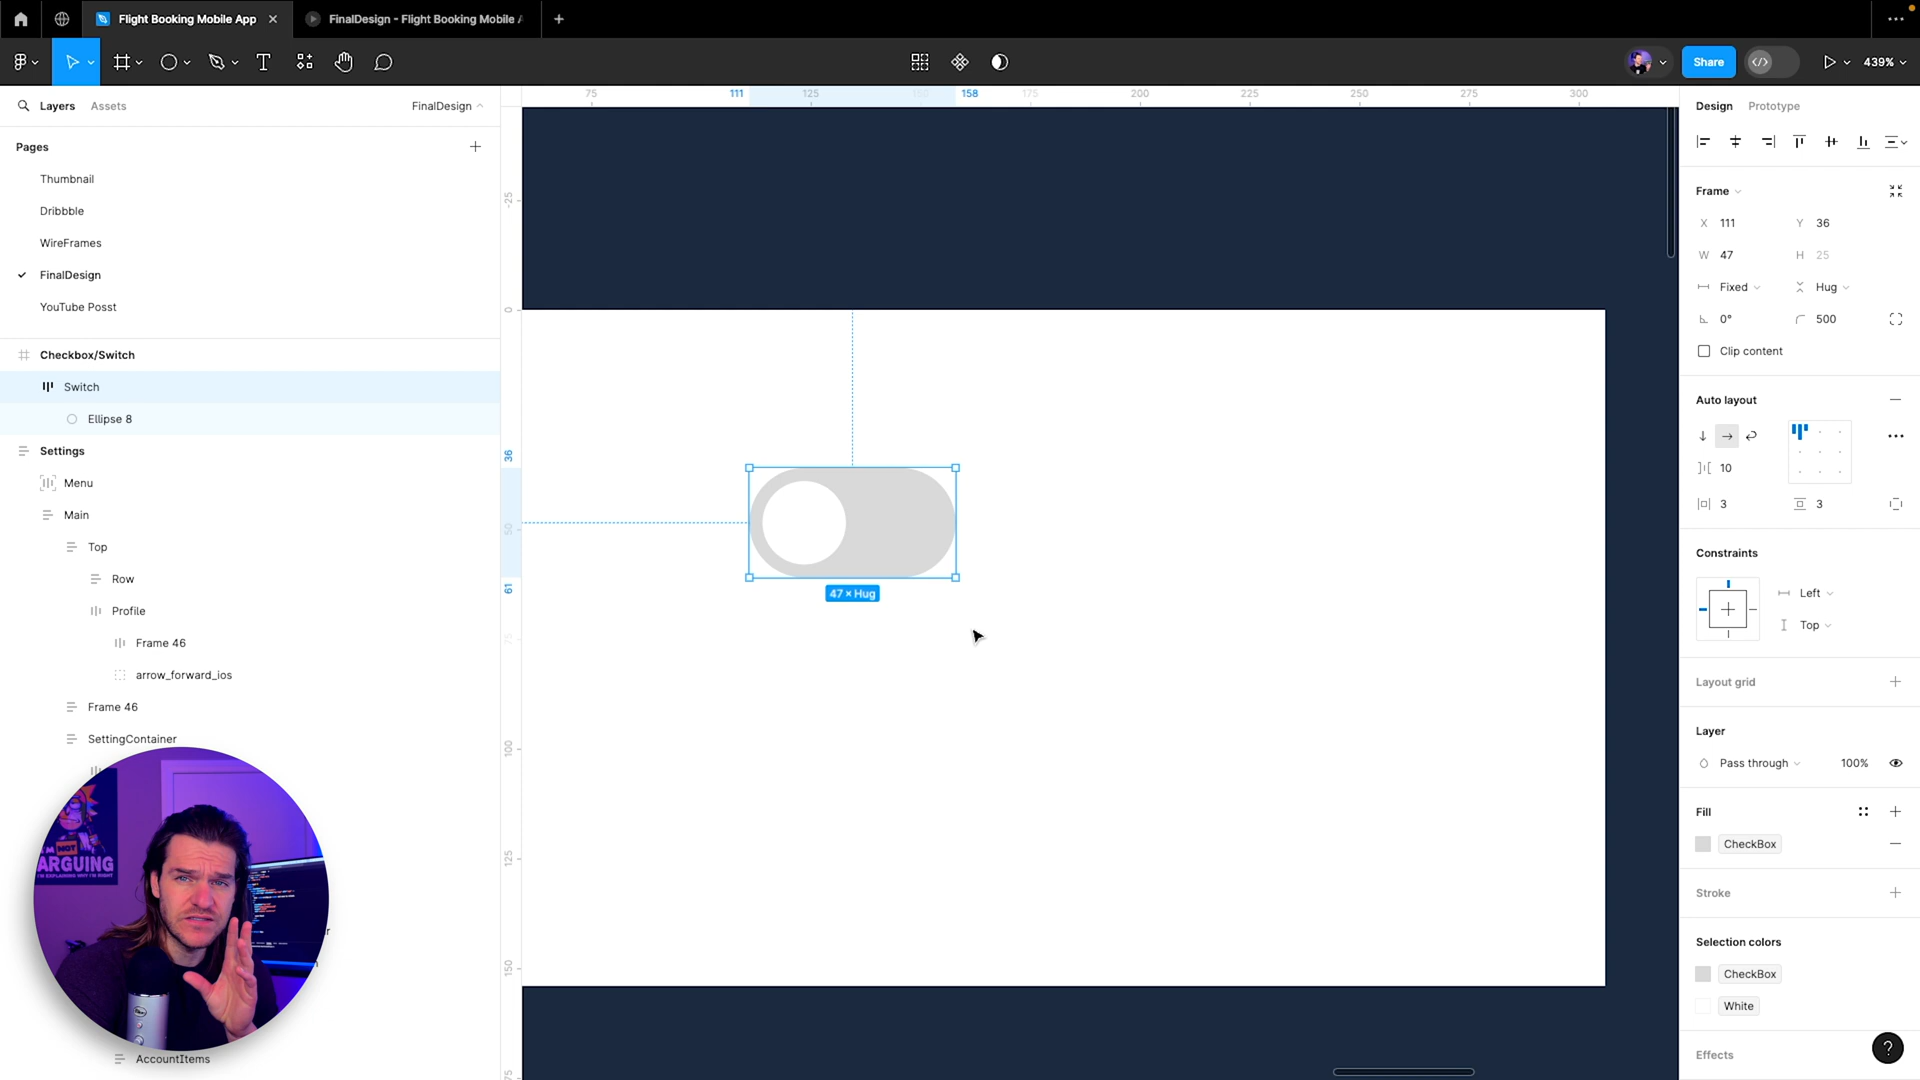 Flight Booking Mobile App
FinalDesign - Flight Booking Mobile A
Share
439%
Layers
Assets
FinalDesign
Pages
Thumbnail
Dribbble
WireFrames
FinalDesign
YouTube Posst
Checkbox/Switch
Switch
Ellipse 8
Settings
Menu
Main
Top
Row
Profile
Frame 46
arrow_forward_ios
Frame 46
SettingContainer
AccountItems
I'M NOT
ARGUING
75 111 125 150 158 175 200 225 250 275 300
-25
0
36
50
61
75
100
125
150
47 × Hug
Design
Prototype
Frame
X 111 Y 36
W 47 H 25
Fixed Hug
0° 500
Clip content
Auto layout
10
3 3
Constraints
Left
Top
Layout grid
Layer
Pass through 100%
Fill
CheckBox
Stroke
Selection colors
CheckBox
White
Effects
?